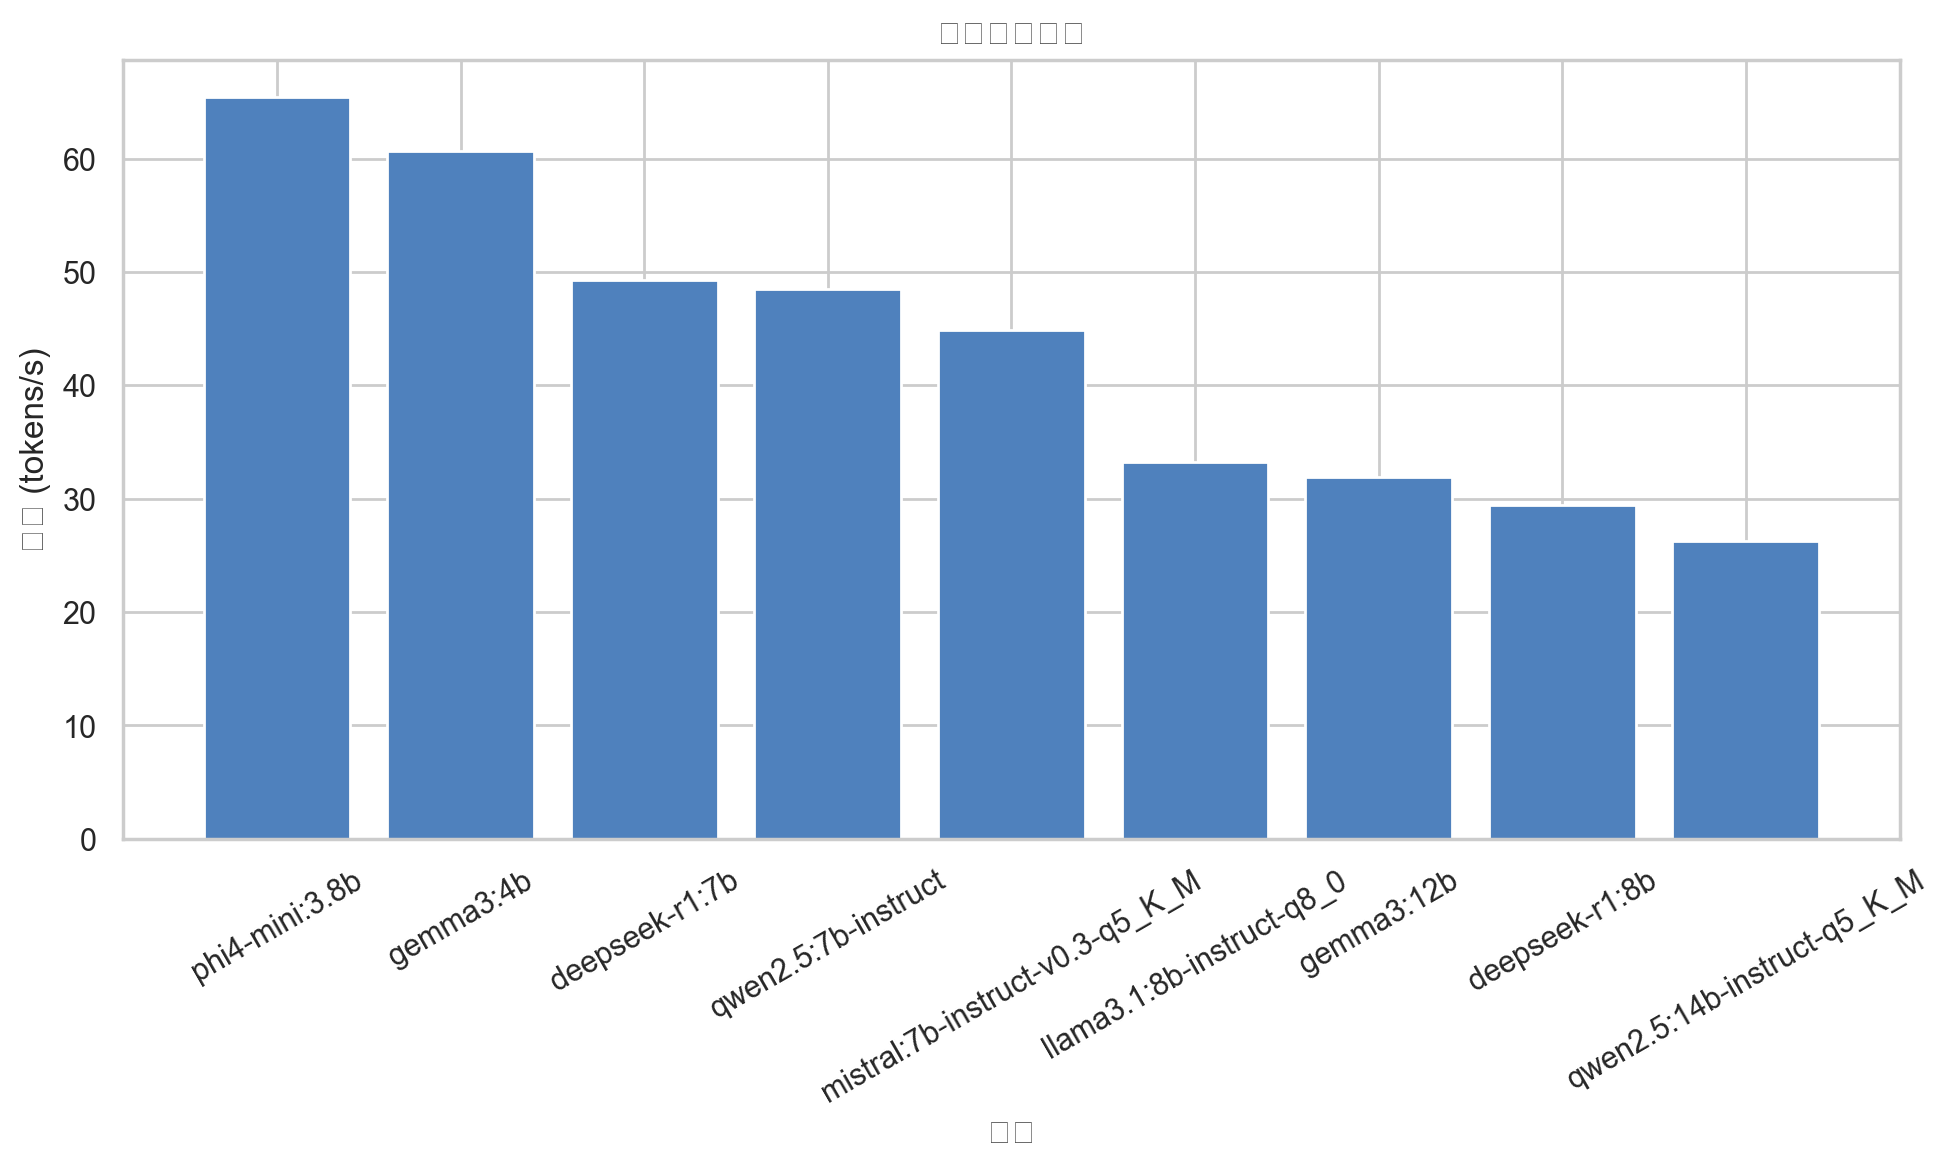 60
50
40
30
20
10
0
(tokens/s)
phi4-mini:3.8b
gemma3:4b
deepseek-r1:7b
qwen2.5:7b-instruct
mistral:7b-instruct-v0.3-q5_K_M
llama3.1:8b-instruct-q8_0
gemma3:12b
deepseek-r1:8b
qwen2.5:14b-instruct-q5_K_M